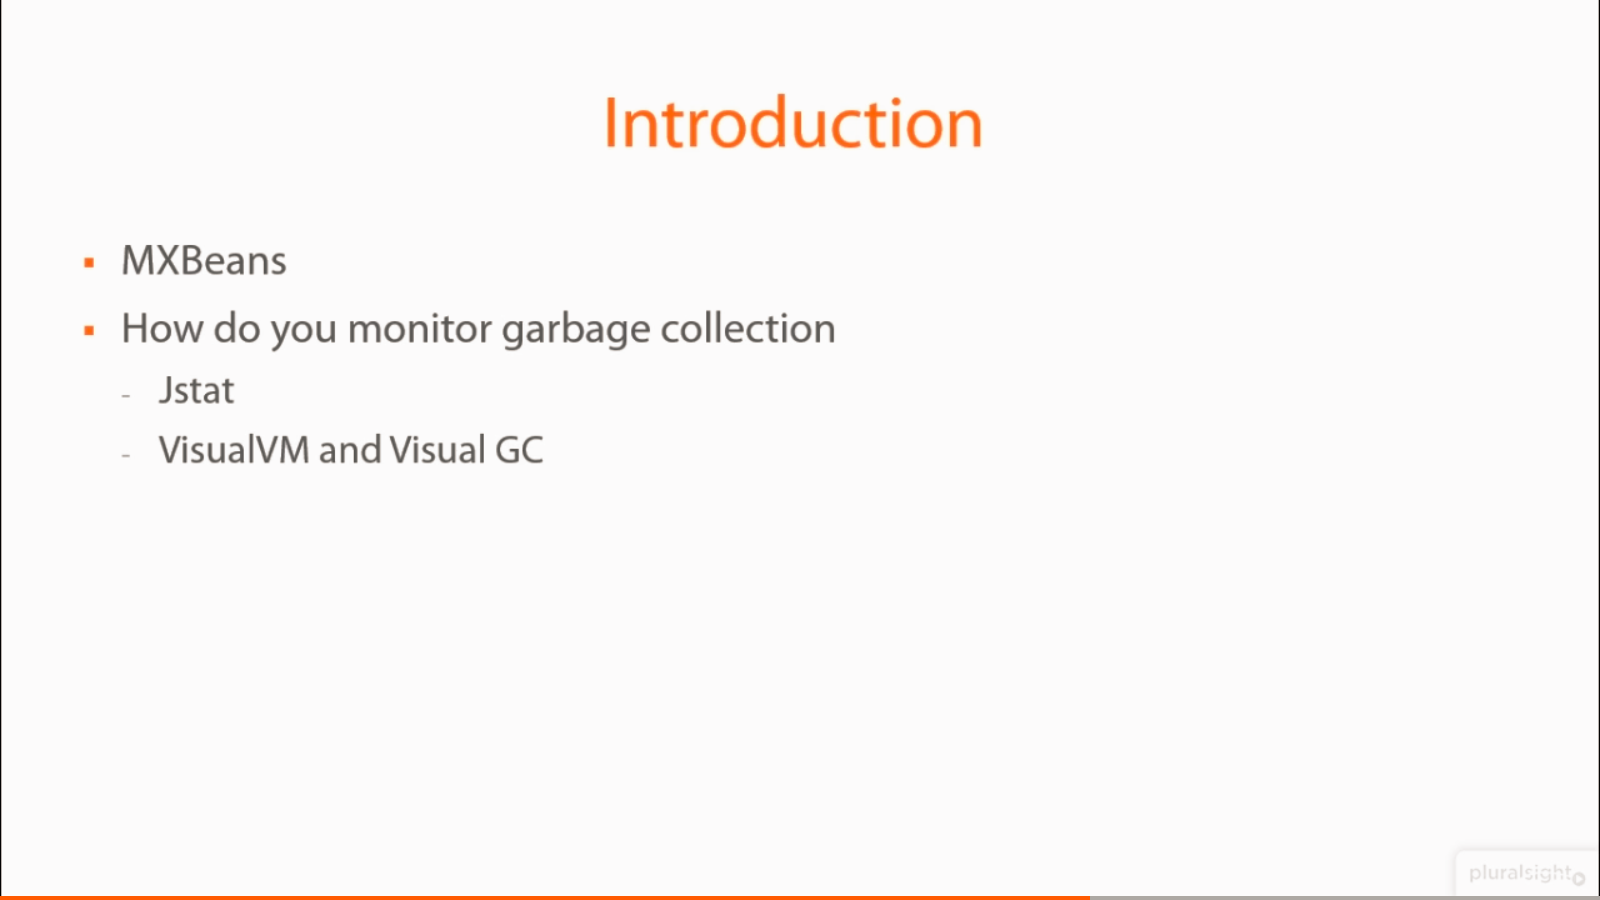 Introduction
▪ MXBeans
▪ How do you monitor garbage collection
- Jstat
- VisualVM and Visual GC
pluralsight